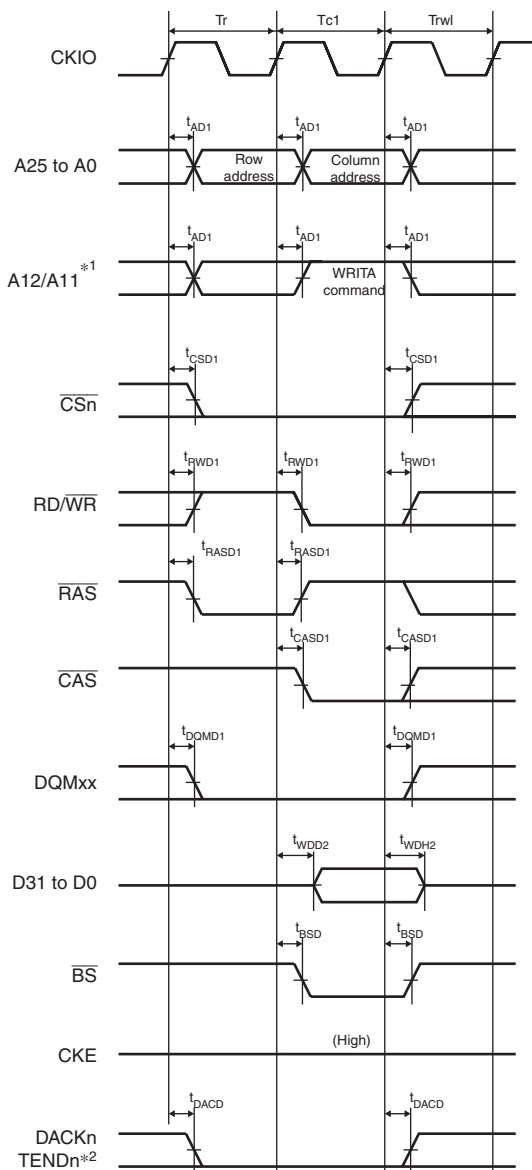 Tr Tc1 Trwl
CKIO
tAD1 tAD1 tAD1
A25 to A0
Row address
Column address
tAD1 tAD1 tAD1
A12/A11*1
WRITA command
tCSD1 tCSD1
CSn
tRWD1 tRWD1 tRWD1
RD/WR
tRASD1 tRASD1
RAS
tCASD1 tCASD1
CAS
tDQMD1 tDQMD1
DQMxx
tWDD2 tWDH2
D31 to D0
tBSD tBSD
BS
(High)
CKE
tDACD tDACD
DACKn
TENDn*2